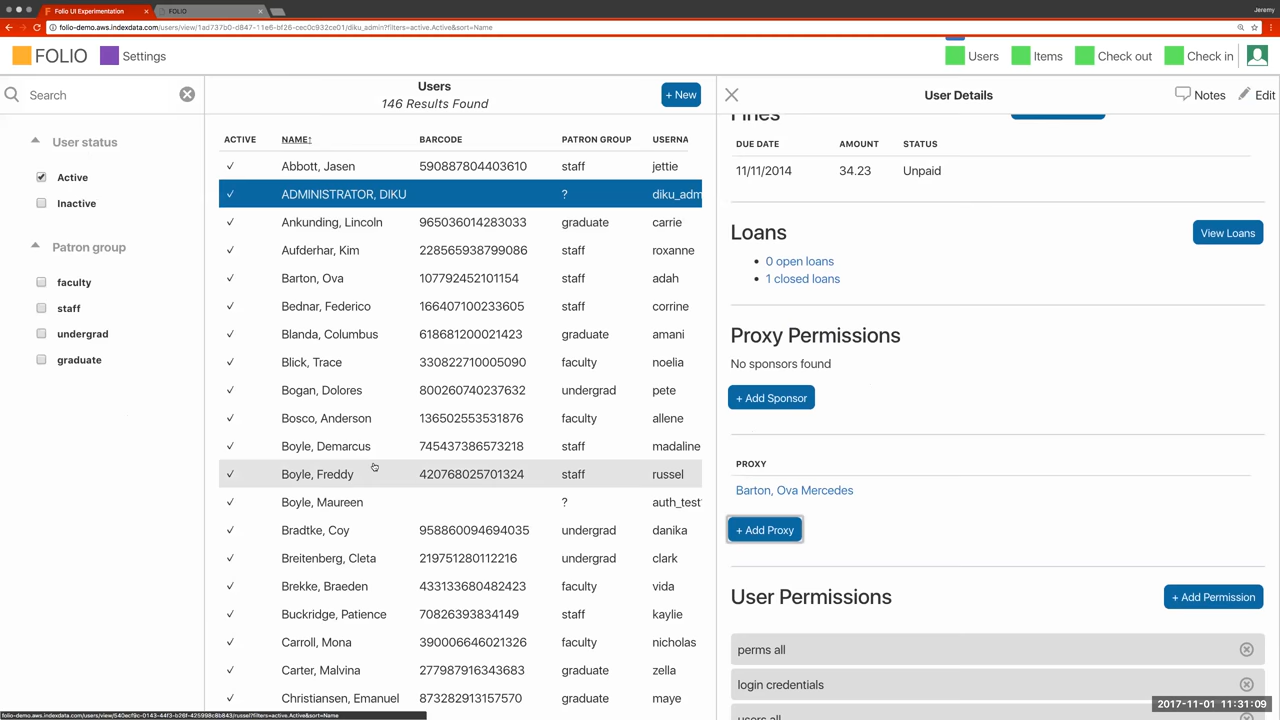 Folio UI Experimentation
FOLIO
Jeremy
folio-demo.aws.indexdata.com/users/view/1ad737b0-d847-11e6-bf26-cec0c932ce01/diku_admin?filters=active.Active&sort=Name
FOLIO
Settings
Users
Items
Check out
Check in
Search
Users
146 Results Found
+ New
User Details
Notes
Edit
User status
Active
Inactive
Patron group
faculty
staff
undergrad
graduate
ACTIVE NAME↑ BARCODE PATRON GROUP USERNA
✓ Abbott, Jasen 590887804403610 staff jettie
✓ ADMINISTRATOR, DIKU ? diku_adm
✓ Ankunding, Lincoln 965036014283033 graduate carrie
✓ Aufderhar, Kim 228565938799086 staff roxanne
✓ Barton, Ova 107792452101154 staff adah
✓ Bednar, Federico 166407100233605 staff corrine
✓ Blanda, Columbus 618681200021423 graduate amani
✓ Blick, Trace 330822710005090 faculty noelia
✓ Bogan, Dolores 800260740237632 undergrad pete
✓ Bosco, Anderson 136502553531876 faculty allene
✓ Boyle, Demarcus 745437386573218 staff madaline
✓ Boyle, Freddy 420768025701324 staff russel
✓ Boyle, Maureen ? auth_test
✓ Bradtke, Coy 958860094694035 undergrad danika
✓ Breitenberg, Cleta 219751280112216 undergrad clark
✓ Brekke, Braeden 433133680482423 faculty vida
✓ Buckridge, Patience 70826393834149 staff kaylie
✓ Carroll, Mona 390006646021326 faculty nicholas
✓ Carter, Malvina 277987916343683 graduate zella
✓ Christiansen, Emanuel 873282913157570 graduate maye
Fines
DUE DATE AMOUNT STATUS
11/11/2014 34.23 Unpaid
Loans
View Loans
• 0 open loans
• 1 closed loans
Proxy Permissions
No sponsors found
+ Add Sponsor
PROXY
Barton, Ova Mercedes
+ Add Proxy
User Permissions
+ Add Permission
perms all
login credentials
users all
2017-11-01 11:31:09
folio-demo.aws.indexdata.com/users/view/540ecf9c-0143-44f3-b26f-425998c8b843/russel?filters=active.Active&sort=Name